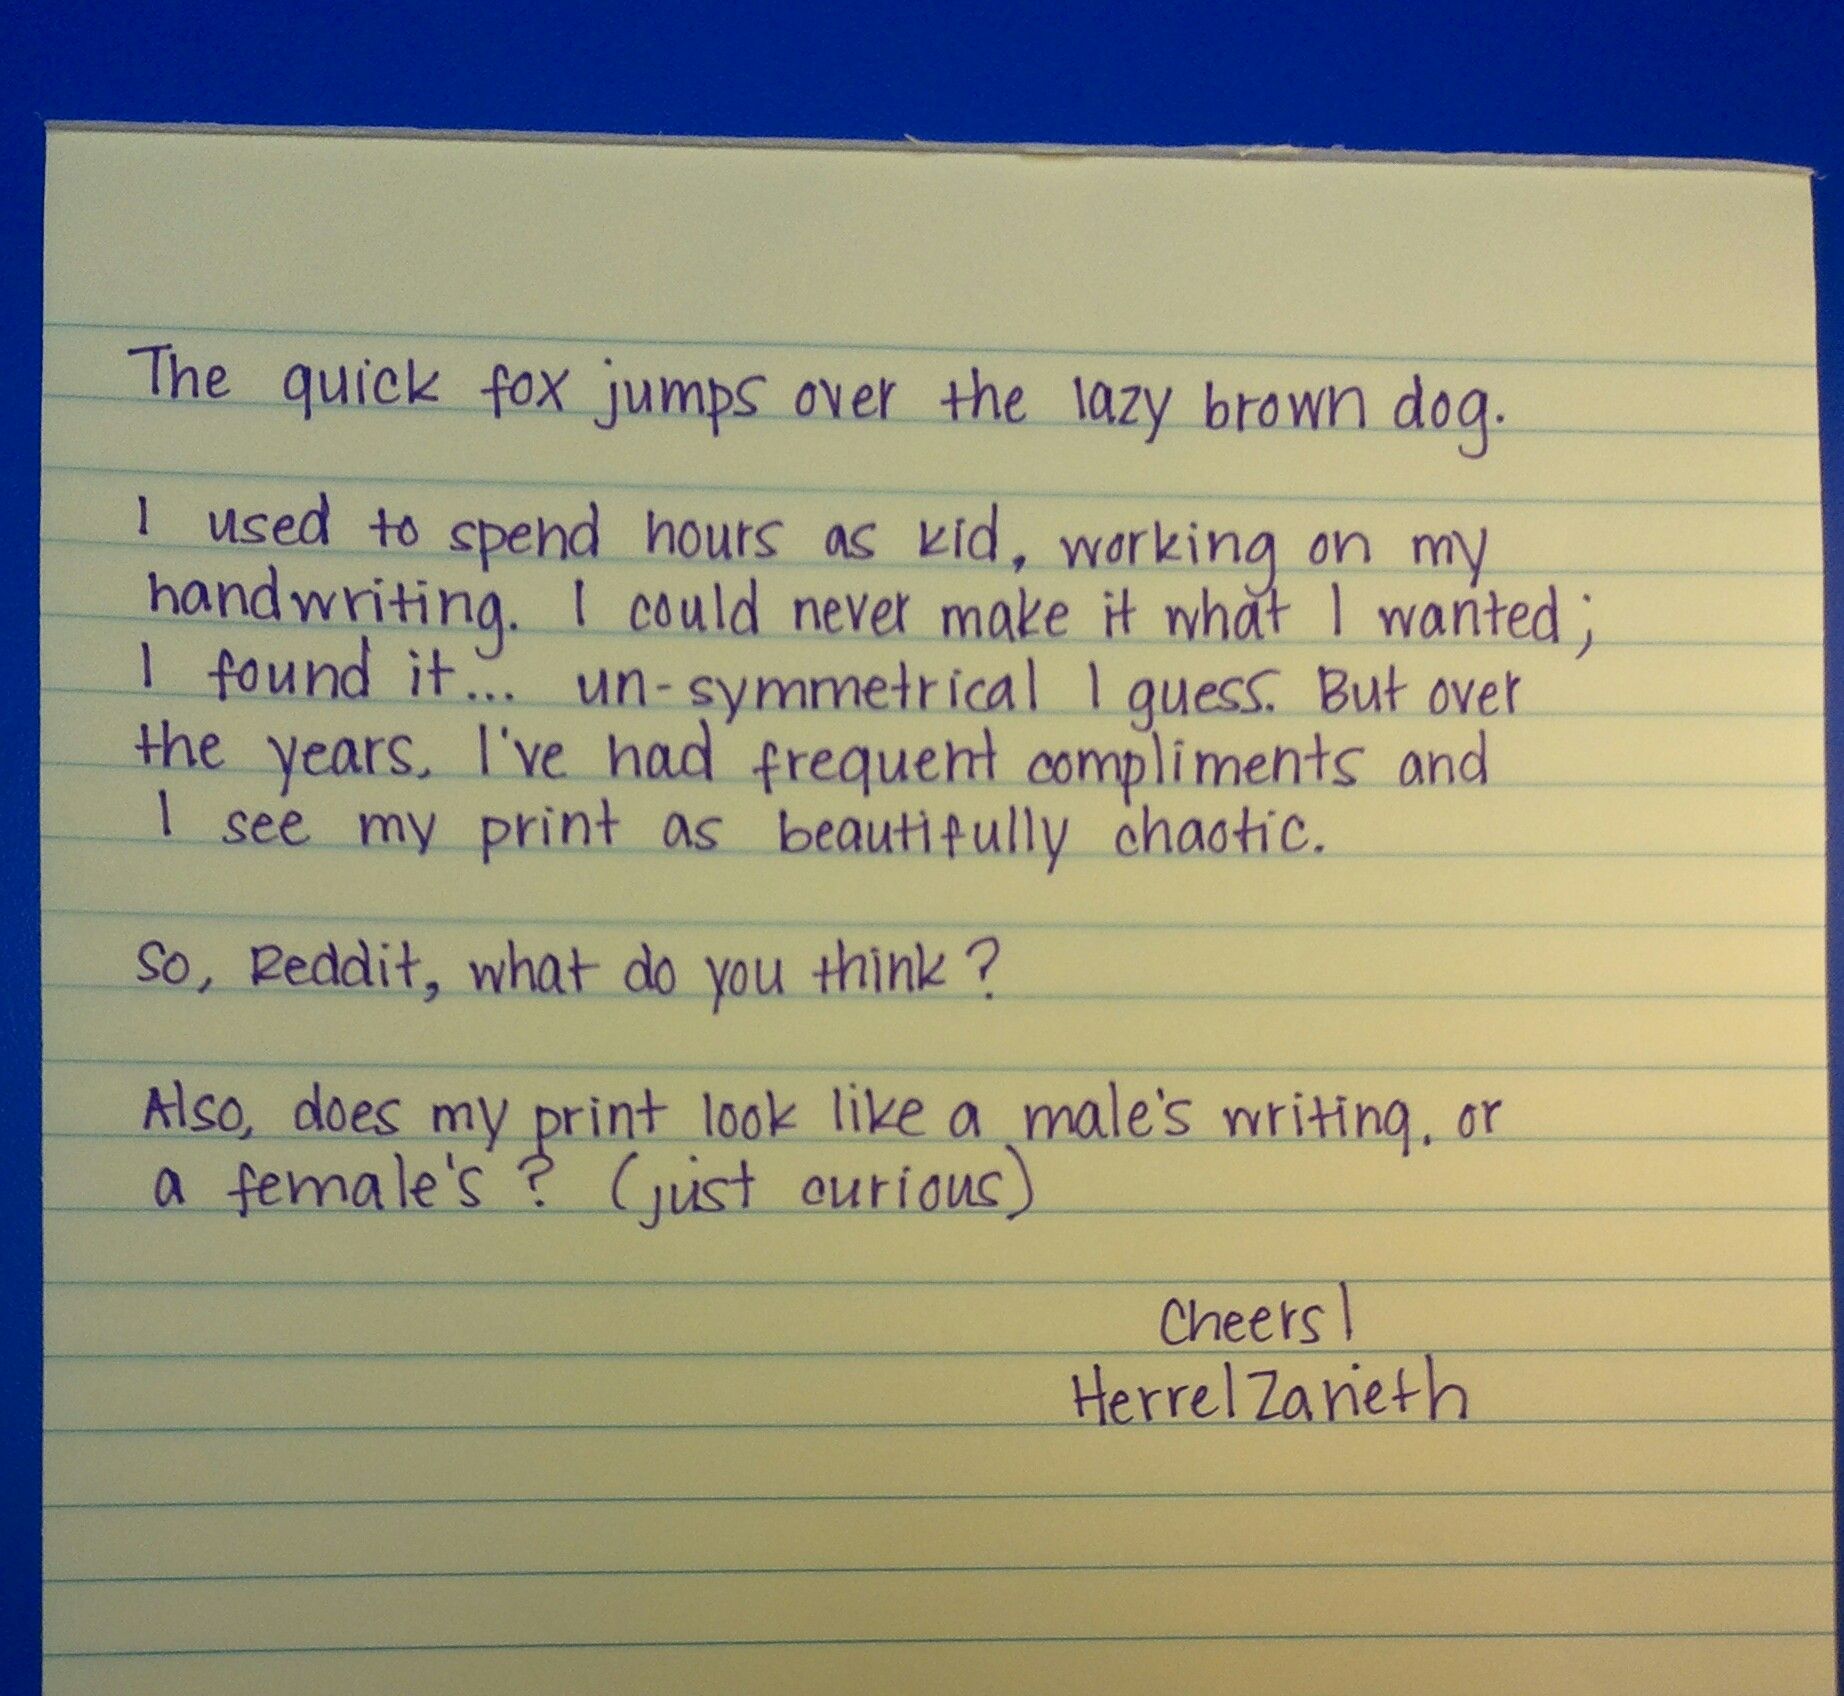 The quick fox jumps over the lazy brown dog.
I used to spend hours as kid, working on my
handwriting. I could never make it what I wanted;
I found it... un-symmetrical I guess. But over
the years, I've had frequent compliments and
I see my print as beautifully chaotic.
So, Reddit, what do you think?
Also, does my print look like a male's writing, or
a female's? (just curious)
Cheers!
HerrelZarieth